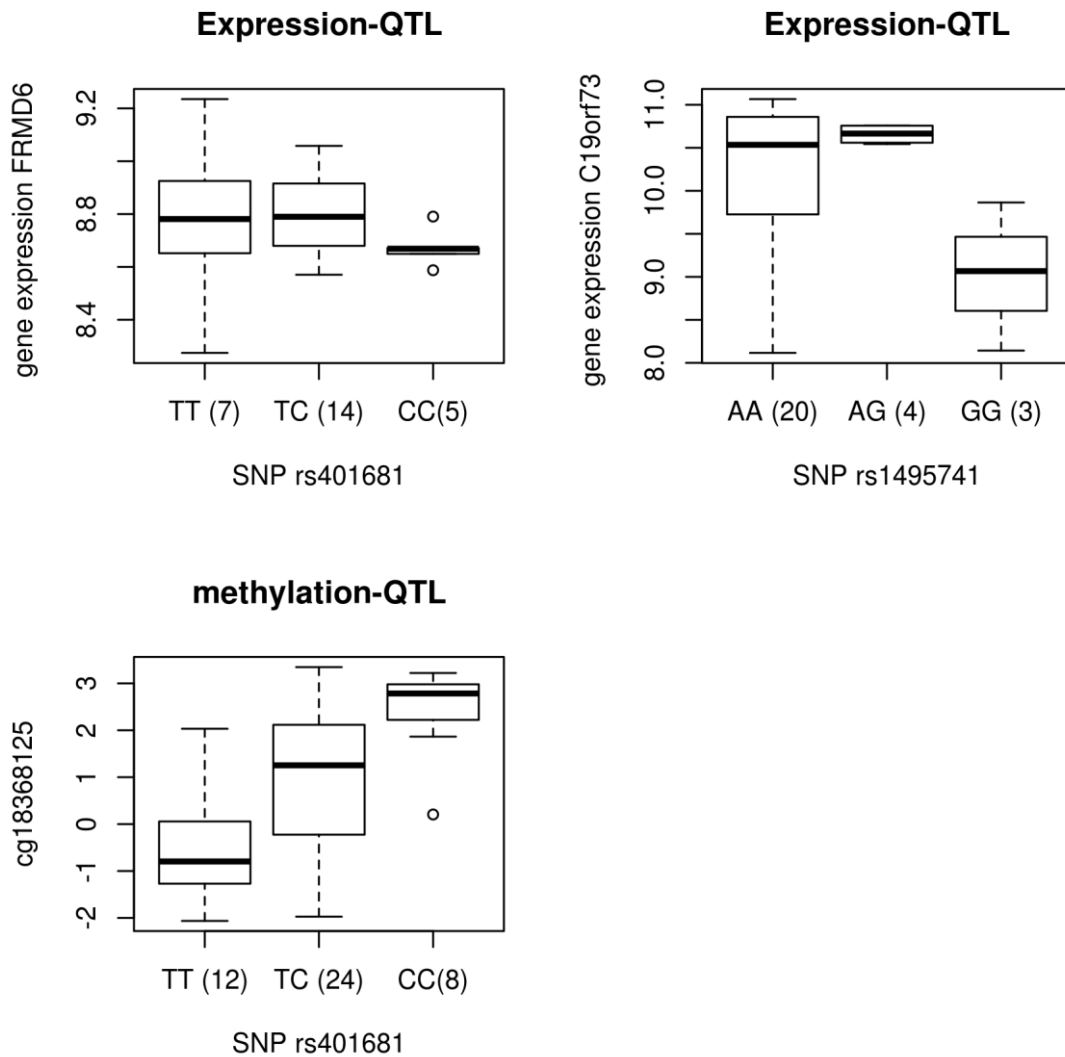 Expression-QTL
gene expression FRMD6
9.2
8.8
8.4
TT (7) TC (14) CC(5)
SNP rs401681
Expression-QTL
gene expression C19orf73
11.0
10.0
9.0
8.0
AA (20) AG (4) GG (3)
SNP rs1495741
methylation-QTL
cg18368125
3
2
1
0
-1
-2
TT (12) TC (24) CC(8)
SNP rs401681